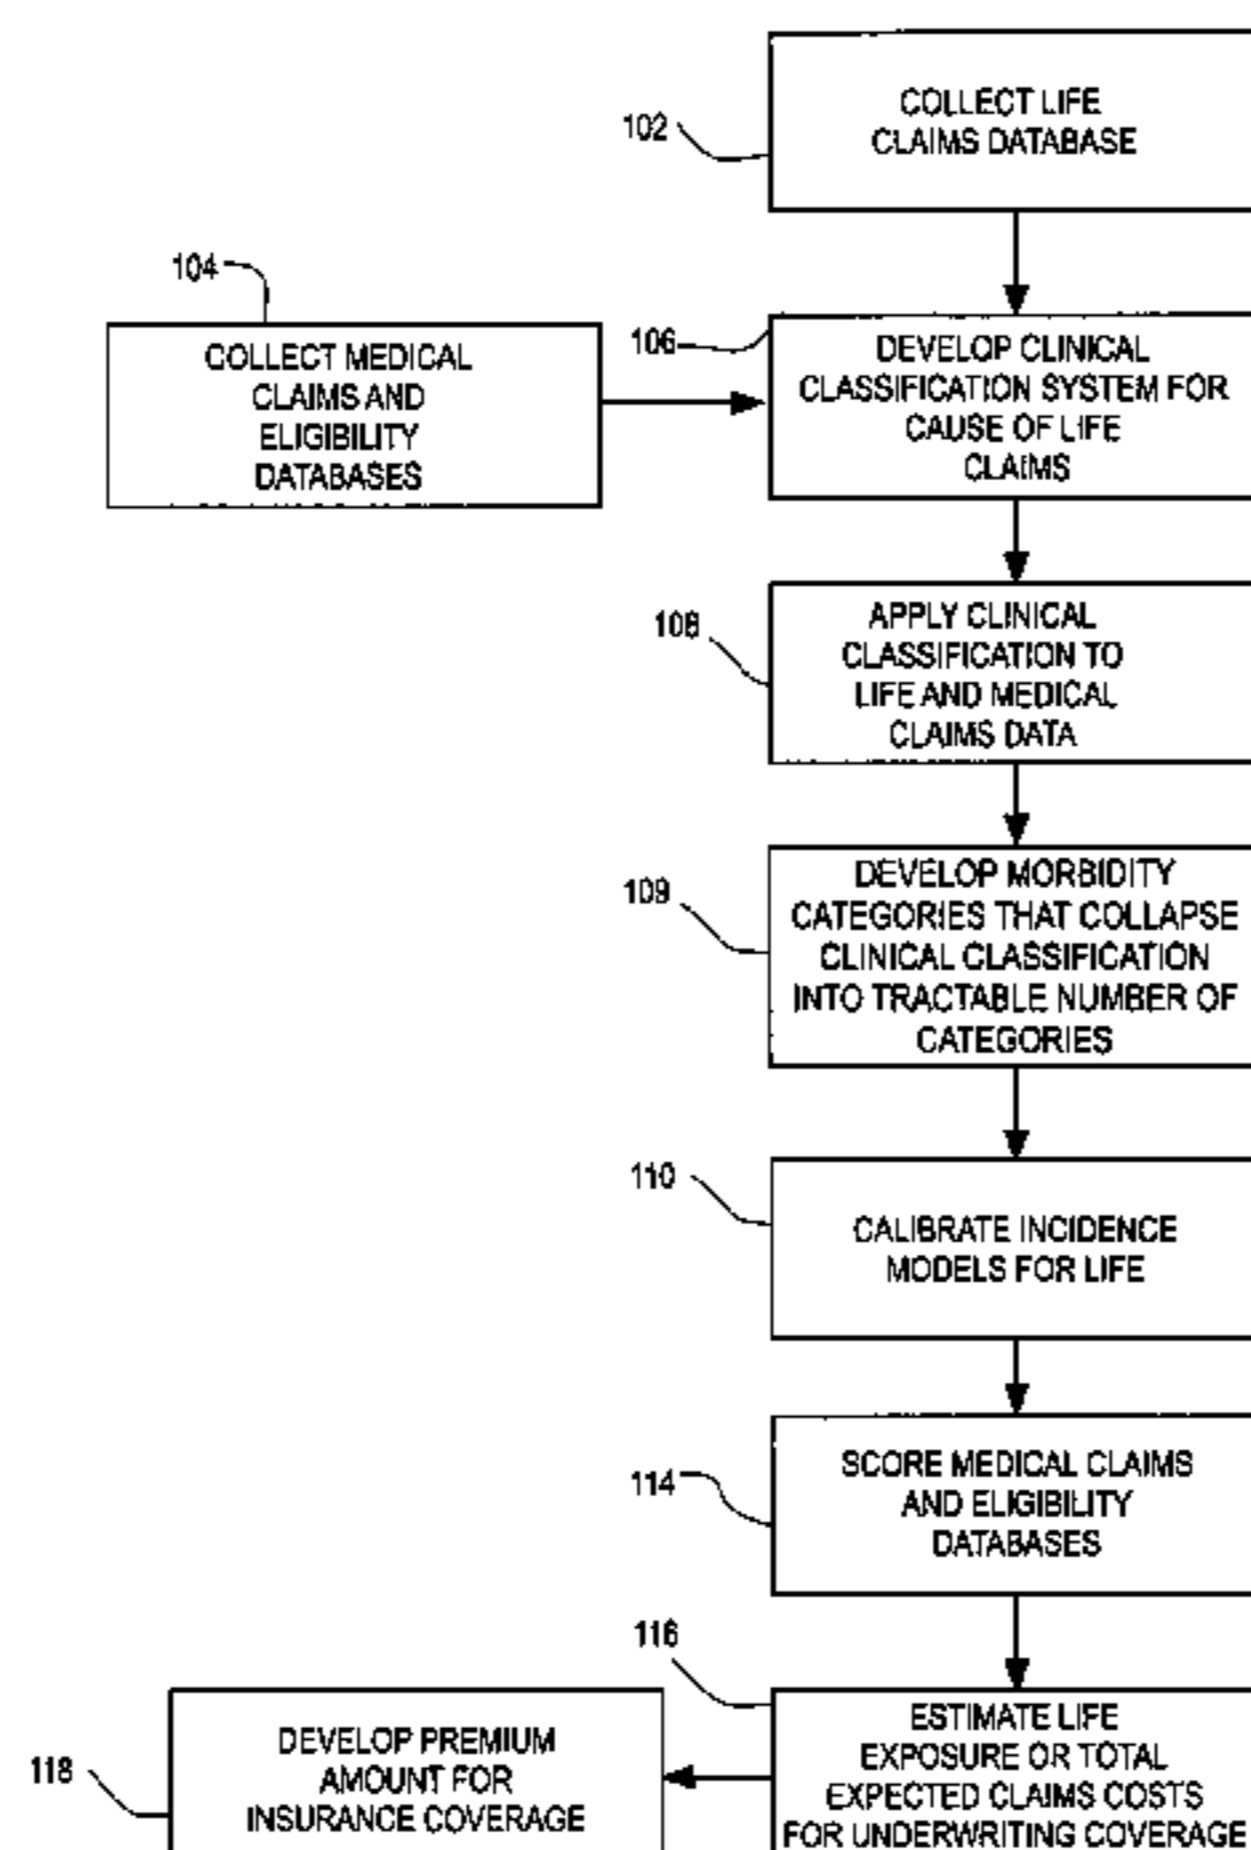 102
COLLECT LIFE
CLAIMS DATABASE
104
COLLECT MEDICAL
CLAIMS AND
ELIGIBILITY
DATABASES
106
DEVELOP CLINICAL
CLASSIFICATION SYSTEM FOR
CAUSE OF LIFE
CLAIMS
108
APPLY CLINICAL
CLASSIFICATION TO
LIFE AND MEDICAL
CLAIMS DATA
109
DEVELOP MORBIDITY
CATEGORIES THAT COLLAPSE
CLINICAL CLASSIFICATION
INTO TRACTABLE NUMBER OF
CATEGORIES
110
CALIBRATE INCIDENCE
MODELS FOR LIFE
114
SCORE MEDICAL CLAIMS
AND ELIGIBILITY
DATABASES
116
ESTIMATE LIFE
EXPOSURE OR TOTAL
EXPECTED CLAIMS COSTS
FOR UNDERWRITING COVERAGE
118
DEVELOP PREMIUM
AMOUNT FOR
INSURANCE COVERAGE